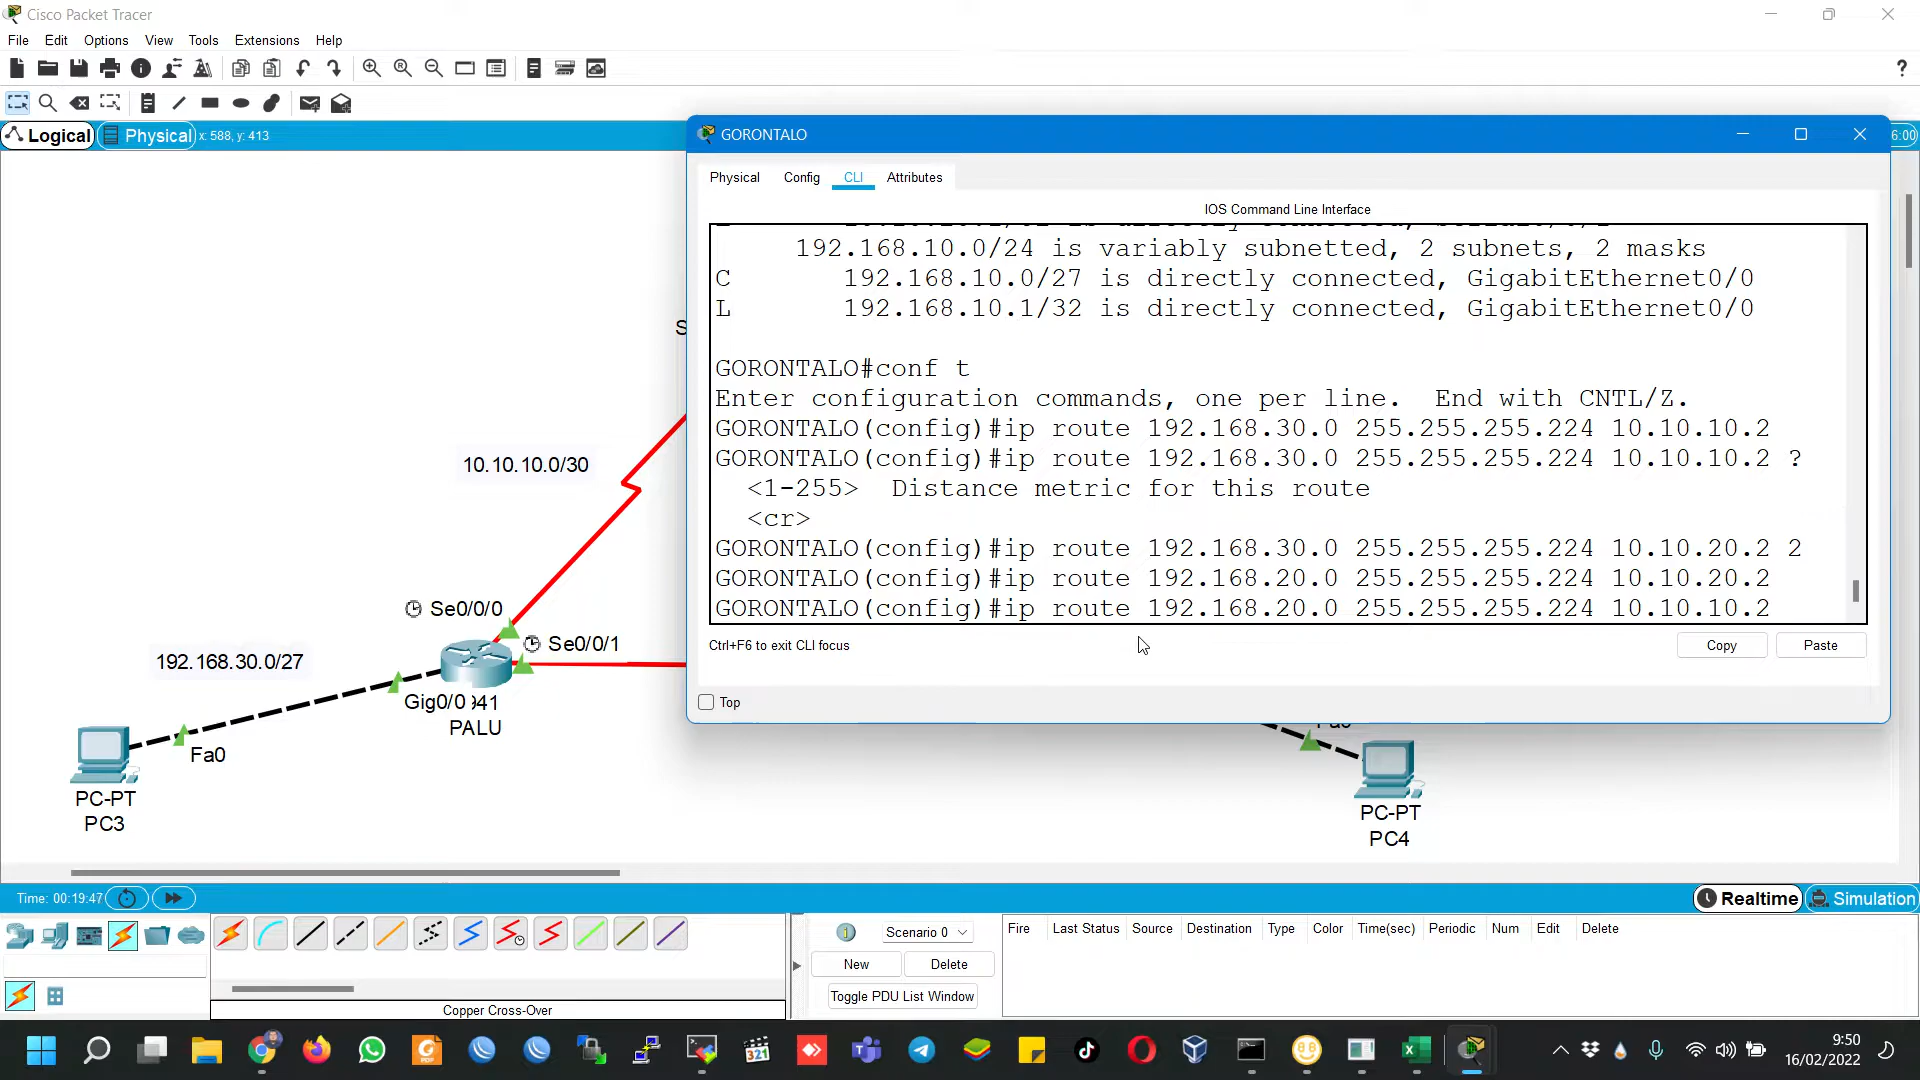 Cisco Packet Tracer
File Edit Options View Tools Extensions Help
?
Logical Physical x: 588, y: 413
6:00
GORONTALO
Physical Config CLI Attributes
IOS Command Line Interface
192.168.10.0/24 is variably subnetted, 2 subnets, 2 masks
C 192.168.10.0/27 is directly connected, GigabitEthernet0/0
L 192.168.10.1/32 is directly connected, GigabitEthernet0/0
GORONTALO#conf t
Enter configuration commands, one per line. End with CNTL/Z.
GORONTALO(config)#ip route 192.168.30.0 255.255.255.224 10.10.10.2
GORONTALO(config)#ip route 192.168.30.0 255.255.255.224 10.10.10.2 ?
<1-255> Distance metric for this route
<cr>
GORONTALO(config)#ip route 192.168.30.0 255.255.255.224 10.10.20.2 2
GORONTALO(config)#ip route 192.168.20.0 255.255.255.224 10.10.20.2
GORONTALO(config)#ip route 192.168.20.0 255.255.255.224 10.10.10.2
Ctrl+F6 to exit CLI focus
Copy Paste
Top
S
10.10.10.0/30
Se0/0/0
Se0/0/1
192.168.30.0/27
Gig0/0 941
PALU
Fa0
PC-PT
PC3
Fa0
PC-PT
PC4
Time: 00:19:47
Realtime Simulation
Scenario 0
New Delete
Toggle PDU List Window
Fire Last Status Source Destination Type Color Time(sec) Periodic Num Edit Delete
Copper Cross-Over
321
9:50
16/02/2022